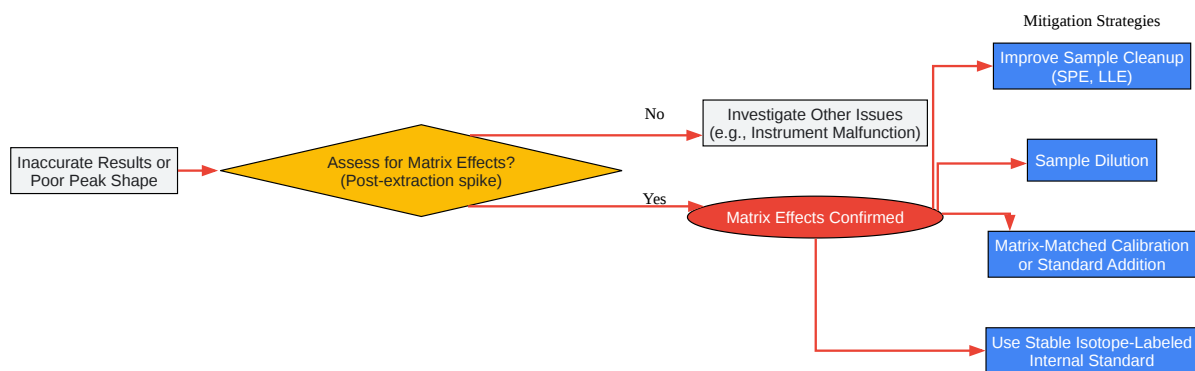 Mitigation Strategies
Improve Sample Cleanup
(SPE, LLE)
No
Investigate Other Issues
(e.g., Instrument Malfunction)
Inaccurate Results or
Poor Peak Shape
Assess for Matrix Effects?
(Post-extraction spike)
Sample Dilution
Yes
Matrix Effects Confirmed
Matrix-Matched Calibration
or Standard Addition
Use Stable Isotope-Labeled
Internal Standard